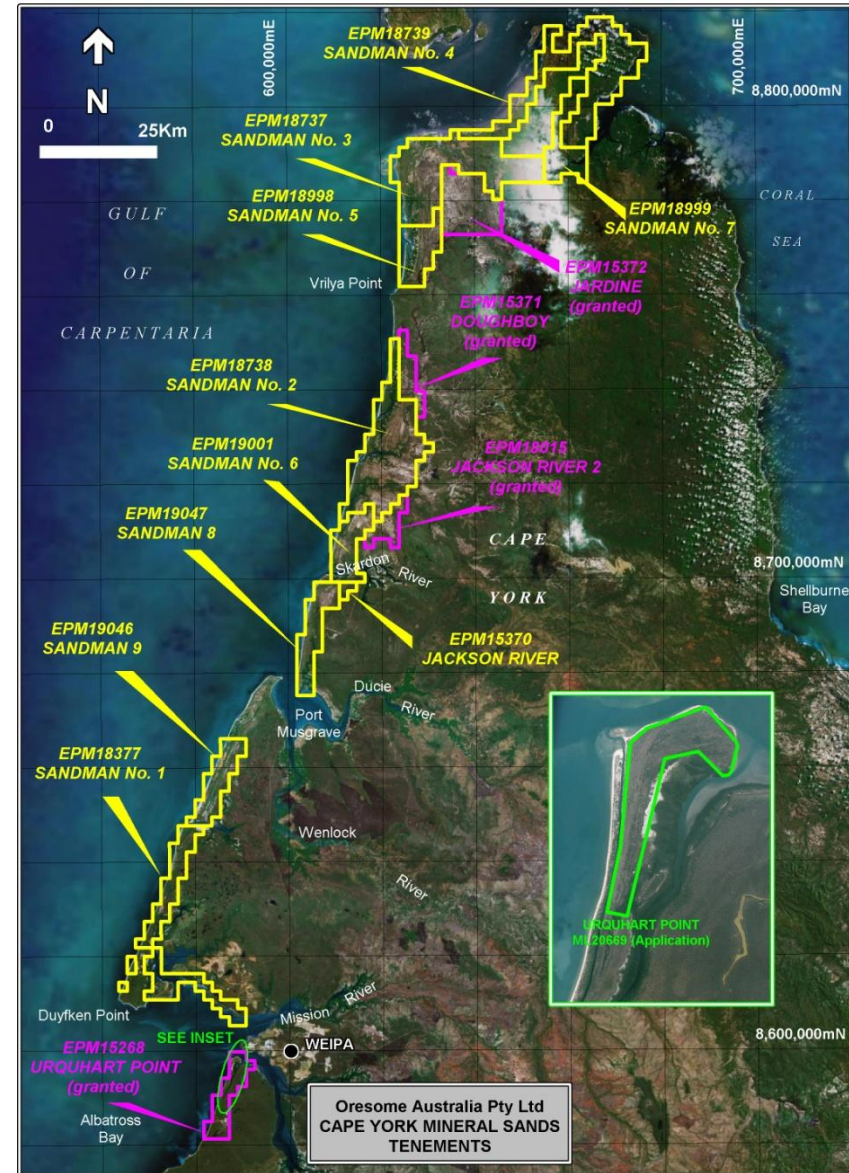 600,000mE
700,000mE
EPM18739
SANDMAN No. 4
8,800,000mN
N
0
25Km
EPM18737
SANDMAN No. 3
EPM18998
SANDMAN No. 5
GULF
OF
CARPENTARIA
CORAL
SEA
EPM18999
SANDMAN No. 7
Vrilya Point
EPM15372
JARDINE
(granted)
EPM15371
DOUGHBOY
(granted)
EPM18738
SANDMAN No. 2
EPM19001
SANDMAN No. 6
EPM18015
JACKSON RIVER 2
(granted)
EPM19047
SANDMAN 8
CAPE
YORK
8,700,000mN
Skardon
River
Shellburne
Bay
EPM15370
JACKSON RIVER
EPM19046
SANDMAN 9
Ducie
River
Port
Musgrave
EPM18377
SANDMAN No. 1
Wenlock
River
URQUHART POINT
ML20669 (Application)
Duyfken Point
Mission River
8,600,000mN
SEE INSET
WEIPA
EPM15268
URQUHART POINT
(granted)
Albatross
Bay
Oresome Australia Pty Ltd
CAPE YORK MINERAL SANDS
TENEMENTS